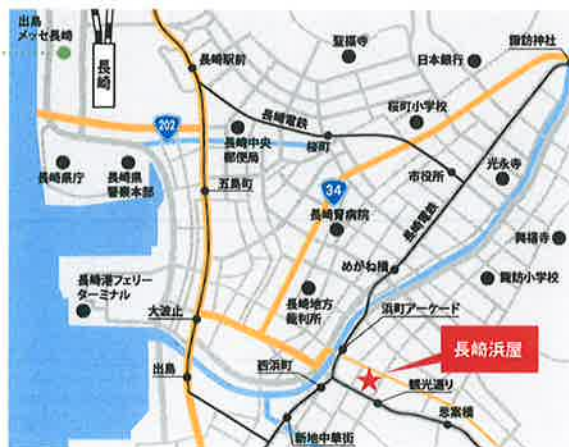 出島
メッセ長崎
長崎
長崎駅前
聖福寺
日本銀行
諏訪神社
202
長崎中央
郵便局
長崎電鉄
桜町
桜町小学校
市役所
光永寺
長崎県庁
長崎県
警察本部
五島町
34
長崎腎病院
長崎電鉄
興福寺
めがね橋
諏訪小学校
長崎港フェリー
ターミナル
大波止
長崎地方
裁判所
浜町アーケード
長崎浜屋
出島
西浜町
観光通り
思案橋
新地中華街